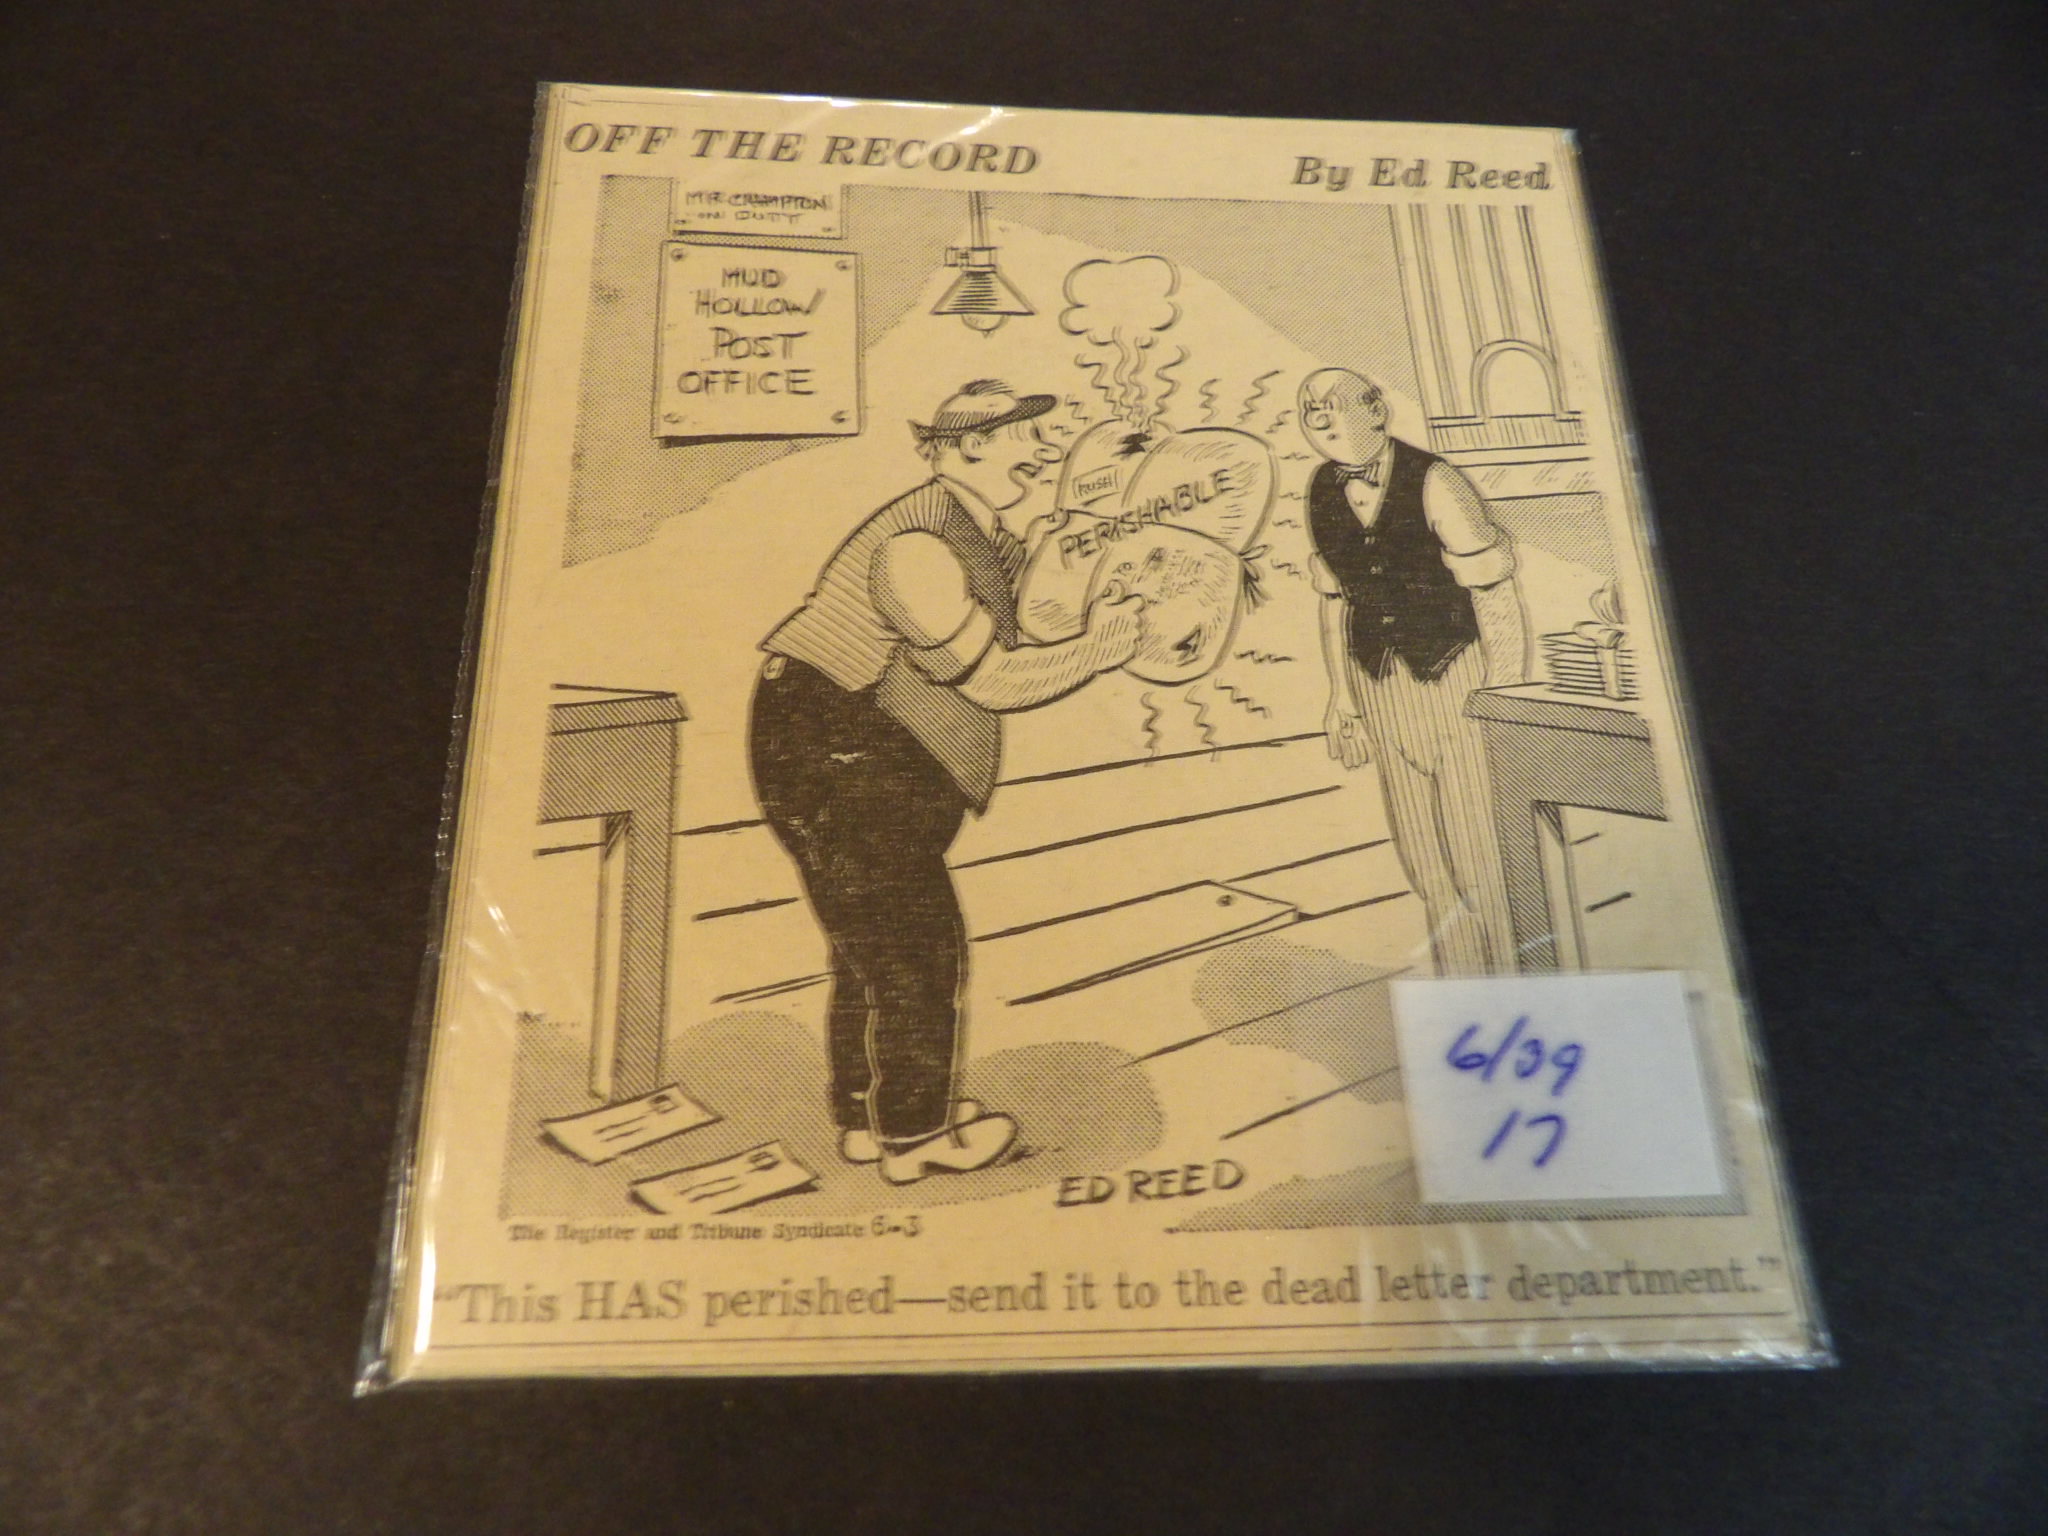 OFF THE RECORD By Ed Reed
MR CRUMPTON
ON DUTY
MUD
HOLLOW
POST
OFFICE
RUSH
PERISHABLE
TO
6/39
17
ED REED
The Register and Tribune Syndicate 6-3
"This HAS perished—send it to the dead letter department."